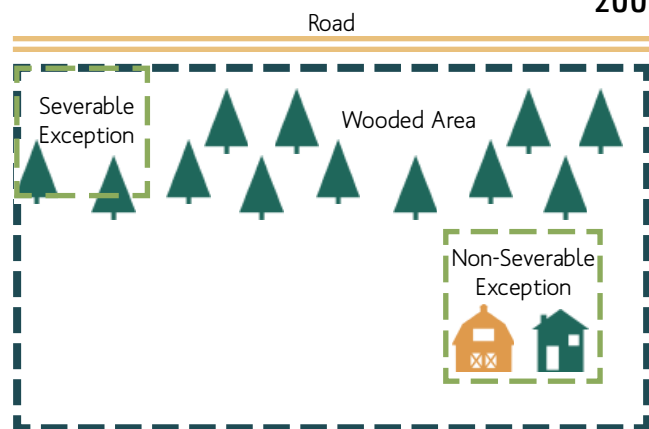 200
Road
Severable
Exception
Wooded Area
Non-Severable
Exception